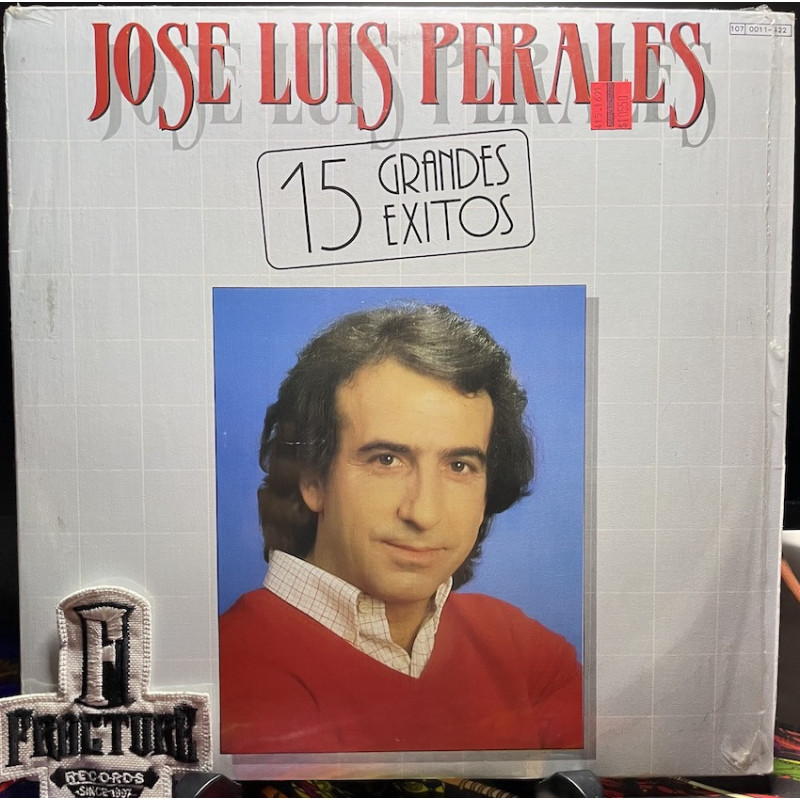 JOSE LUIS PERALES
107 0011-422
15 GRANDES
EXITOS
F
FRACTURE
RECORDS
SINCE 1997